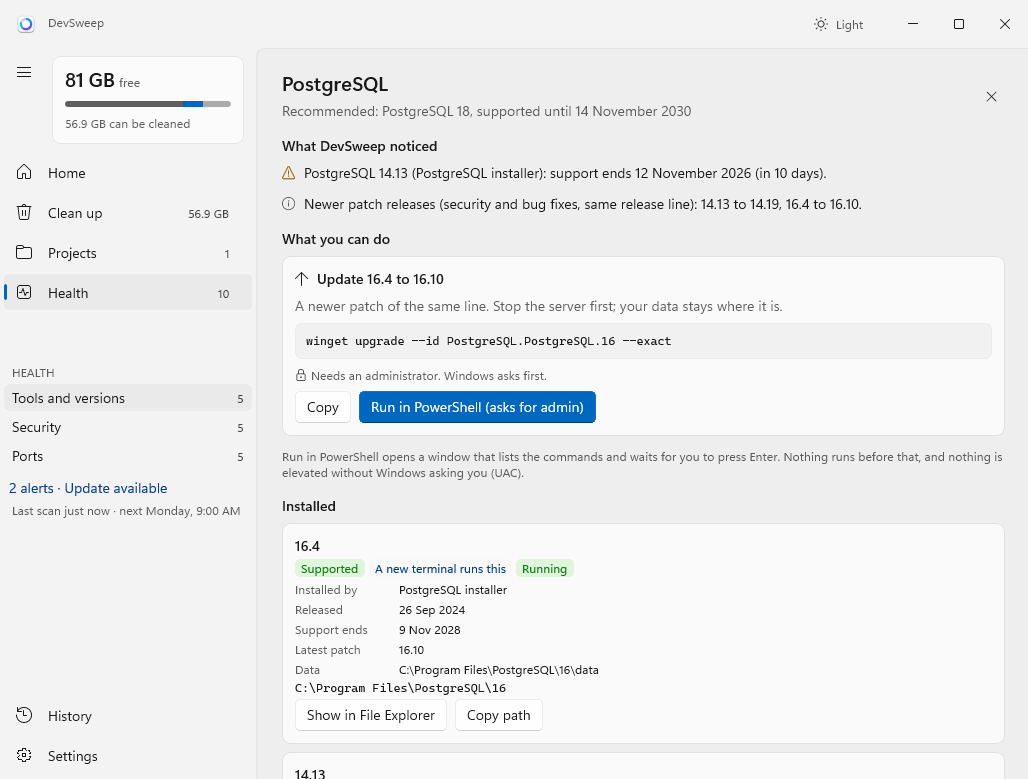 DevSweep
Light
81 GB free
56.9 GB can be cleaned
Home
Clean up 56.9 GB
Projects 1
Health 10
HEALTH
Tools and versions 5
Security 5
Ports 5
2 alerts · Update available
Last scan just now · next Monday, 9:00 AM
History
Settings
PostgreSQL
Recommended: PostgreSQL 18, supported until 14 November 2030
What DevSweep noticed
PostgreSQL 14.13 (PostgreSQL installer): support ends 12 November 2026 (in 10 days).
Newer patch releases (security and bug fixes, same release line): 14.13 to 14.19, 16.4 to 16.10.
What you can do
Update 16.4 to 16.10
A newer patch of the same line. Stop the server first; your data stays where it is.
winget upgrade --id PostgreSQL.PostgreSQL.16 --exact
Needs an administrator. Windows asks first.
Copy
Run in PowerShell (asks for admin)
Run in PowerShell opens a window that lists the commands and waits for you to press Enter. Nothing runs before that, and nothing is
elevated without Windows asking you (UAC).
Installed
16.4
Supported A new terminal runs this Running
Installed by PostgreSQL installer
Released 26 Sep 2024
Support ends 9 Nov 2028
Latest patch 16.10
Data C:\Program Files\PostgreSQL\16\data
C:\Program Files\PostgreSQL\16
Show in File Explorer Copy path
14.13